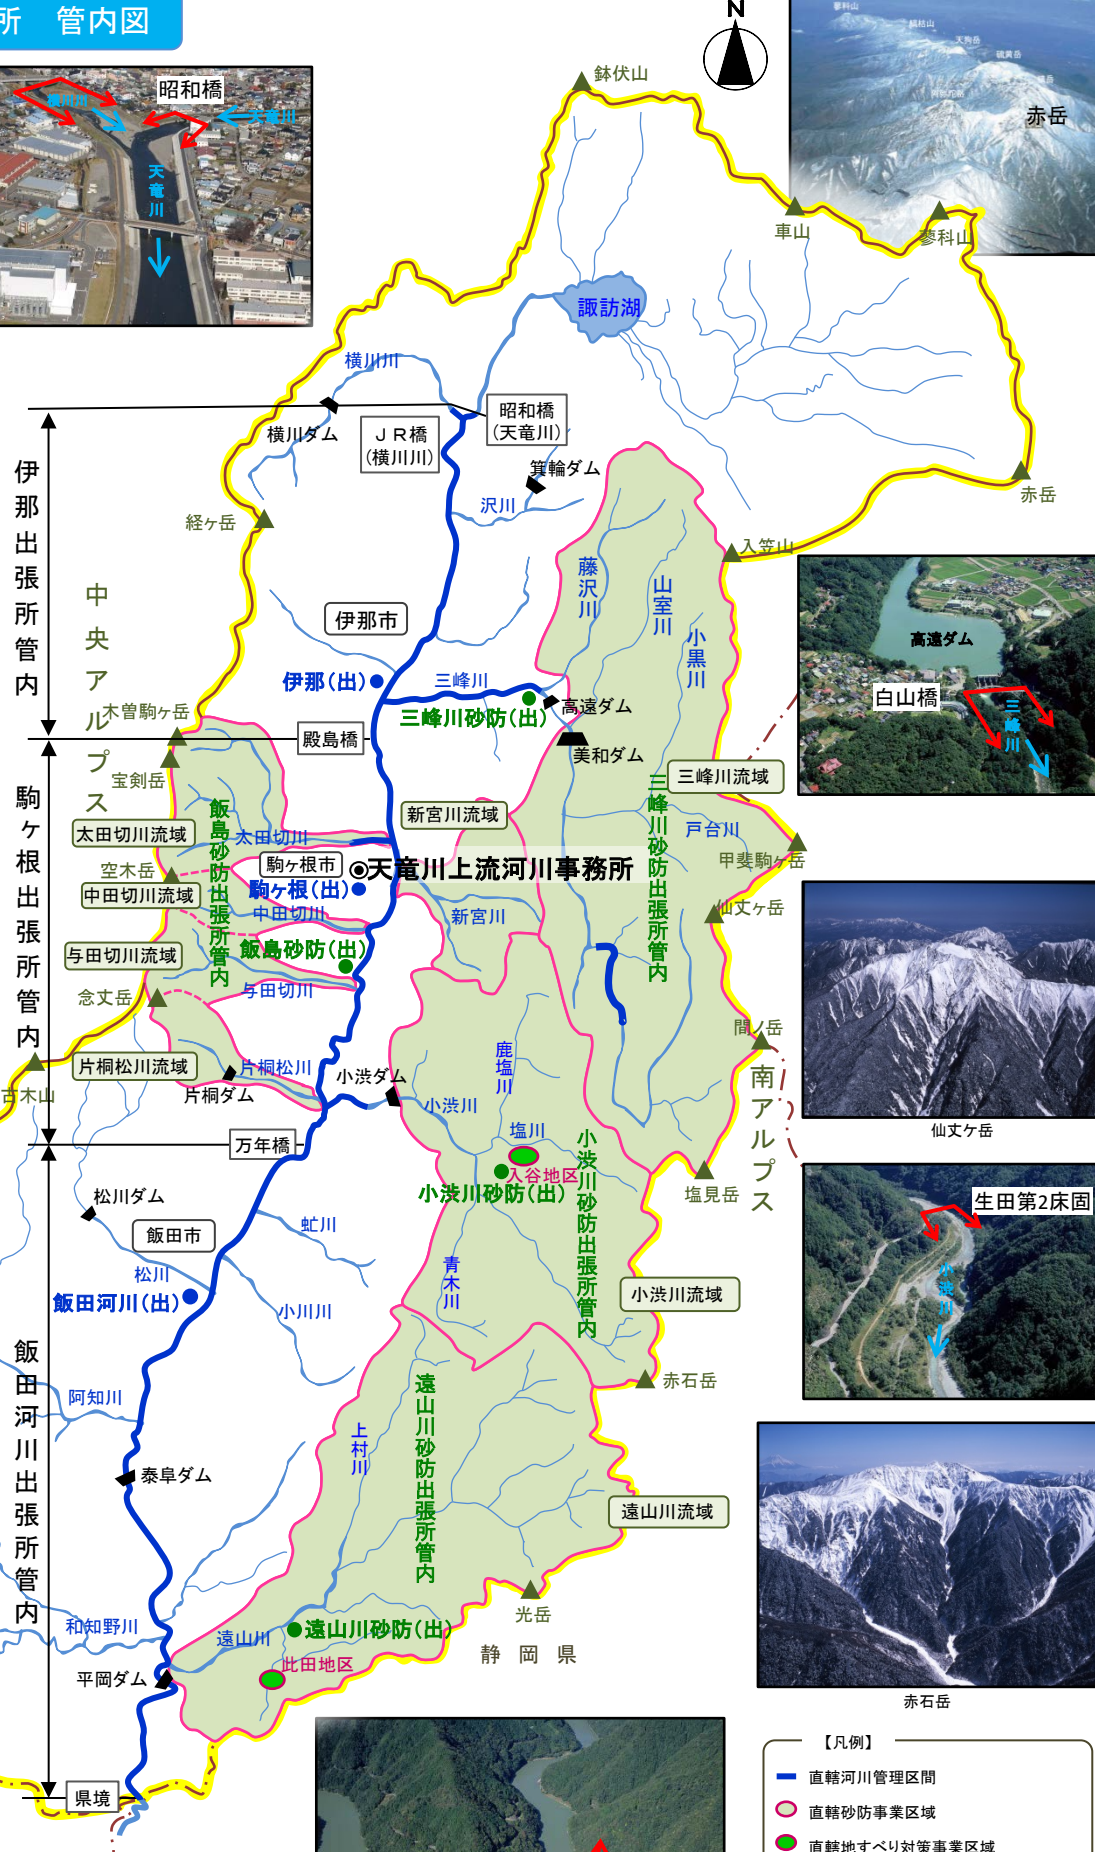 所　管内図
昭和橋
横川川
天竜川
天竜川
N
蓼科山
縞枯山
天狗岳
硫黄岳
赤岳
鉢伏山
車山
蓼科山
諏訪湖
横川川
昭和橋
(天竜川)
JR橋
(横川川)
横川ダム
箕輪ダム
沢川
赤岳
経ヶ岳
入笠山
伊那出張所管内
中央アルプス
藤沢川
山室川
小黒川
伊那市
伊那(出)
三峰川
三峰川砂防(出)
高遠ダム
美和ダム
高遠ダム
白山橋
三峰川
木曽駒ヶ岳
殿島橋
宝剣岳
三峰川流域
新宮川流域
太田切川流域
太田切川
飯島砂防出張所管内
三峰川砂防出張所管内
戸台川
甲斐駒ヶ岳
空木岳
駒ヶ根市
天竜川上流河川事務所
駒ヶ根(出)
中田切川流域
中田切川
新宮川
仙丈ヶ岳
駒ヶ根出張所管内
与田切川流域
飯島砂防(出)
与田切川
念丈岳
間ノ岳
南アルプス
仙丈ケ岳
古木山
片桐松川流域
片桐松川
片桐ダム
小渋ダム
小渋川
鹿塩川
塩川
入谷地区
小渋川砂防(出)
小渋川砂防出張所管内
塩見岳
万年橋
松川ダム
飯田市
虻川
松川
飯田河川(出)
小川川
青木川
小渋川流域
生田第2床固
小渋川
赤石岳
飯田河川出張所管内
阿知川
泰阜ダム
上村川
遠山川砂防出張所管内
遠山川流域
光岳
静岡県
和知野川
遠山川
遠山川砂防(出)
此田地区
平岡ダム
県境
赤石岳
【凡例】
直轄河川管理区間
直轄砂防事業区域
直轄地すべり対策事業区域